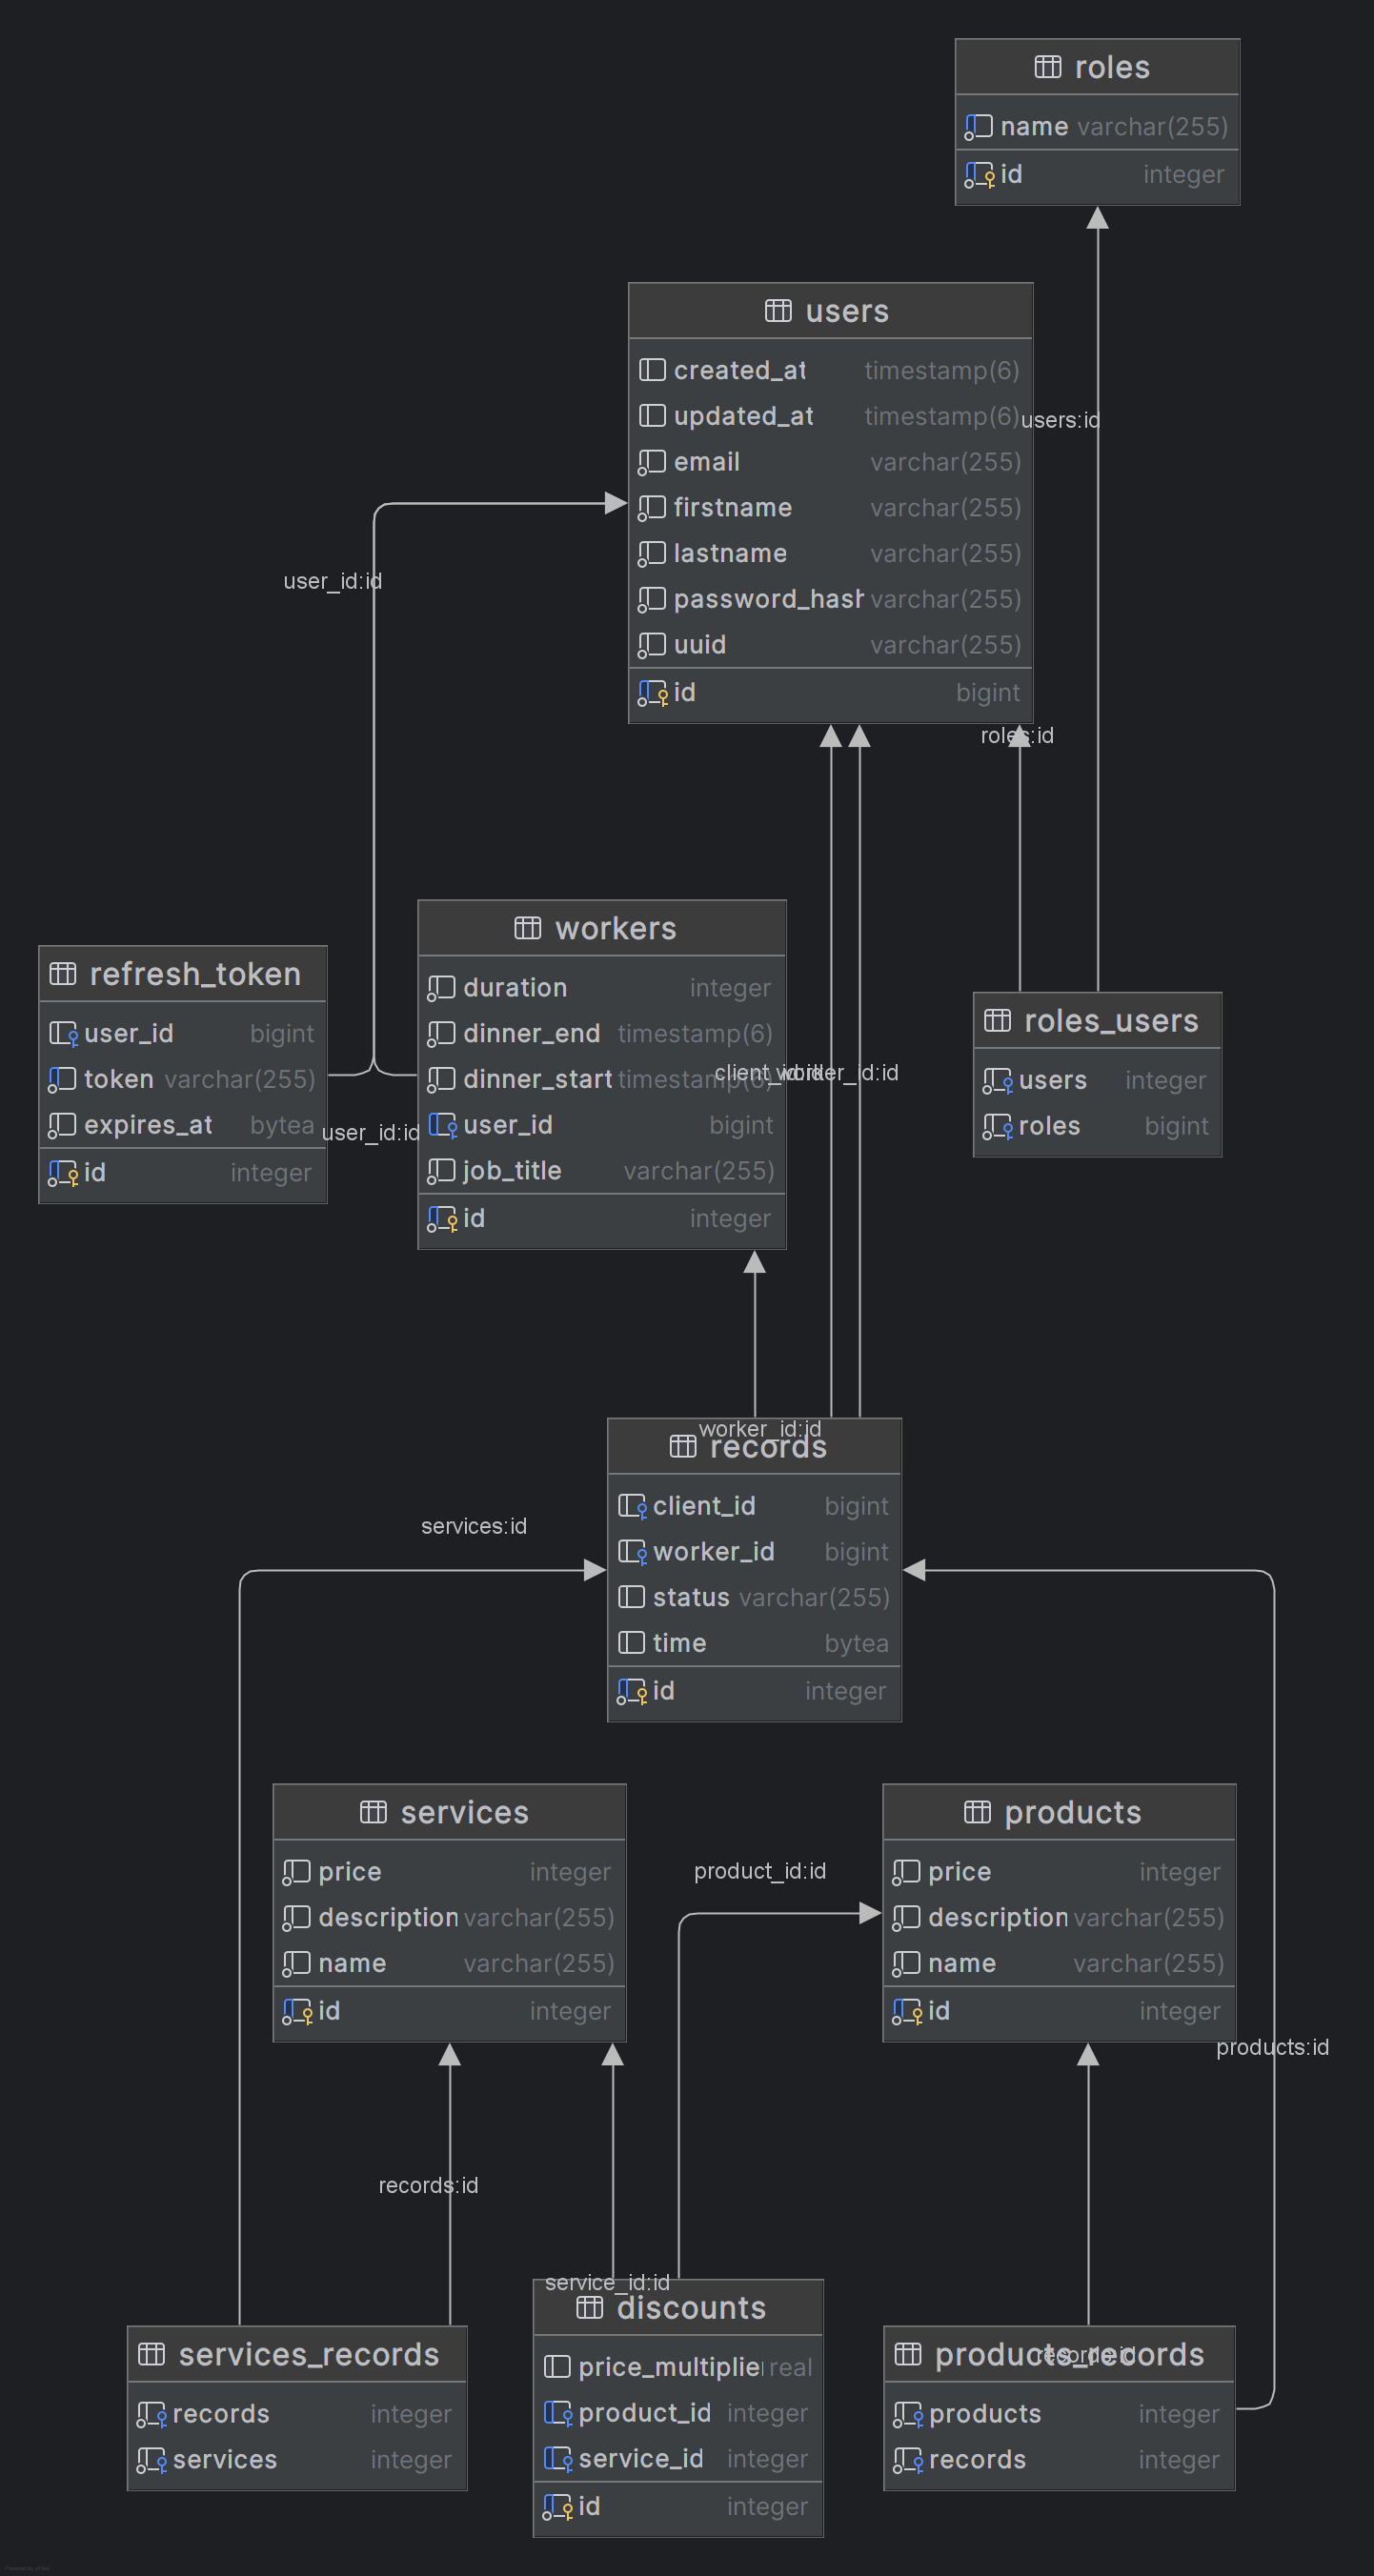 roles
name varchar(255)
id integer
users
created_at timestamp(6)
updated_at timestamp(6)
users:id
email varchar(255)
firstname varchar(255)
lastname varchar(255)
user_id:id
password_hash varchar(255)
uuid varchar(255)
id bigint
roles:id
workers
duration integer
dinner_end timestamp(6)
dinner_start timestamp(6)
user_id bigint
job_title varchar(255)
id integer
refresh_token
user_id bigint
token varchar(255)
expires_at bytea
id integer
user_id:id
client_id:id
worker_id:id
roles_users
users integer
roles bigint
worker_id:id
records
client_id bigint
worker_id bigint
status varchar(255)
time bytea
id integer
services:id
services
price integer
description varchar(255)
name varchar(255)
id integer
product_id:id
products
price integer
description varchar(255)
name varchar(255)
id integer
products:id
records:id
service_id:id
services_records
records integer
services integer
discounts
price_multiplier real
product_id integer
service_id integer
id integer
products_records
records:id
products integer
records integer
Powered by yFiles